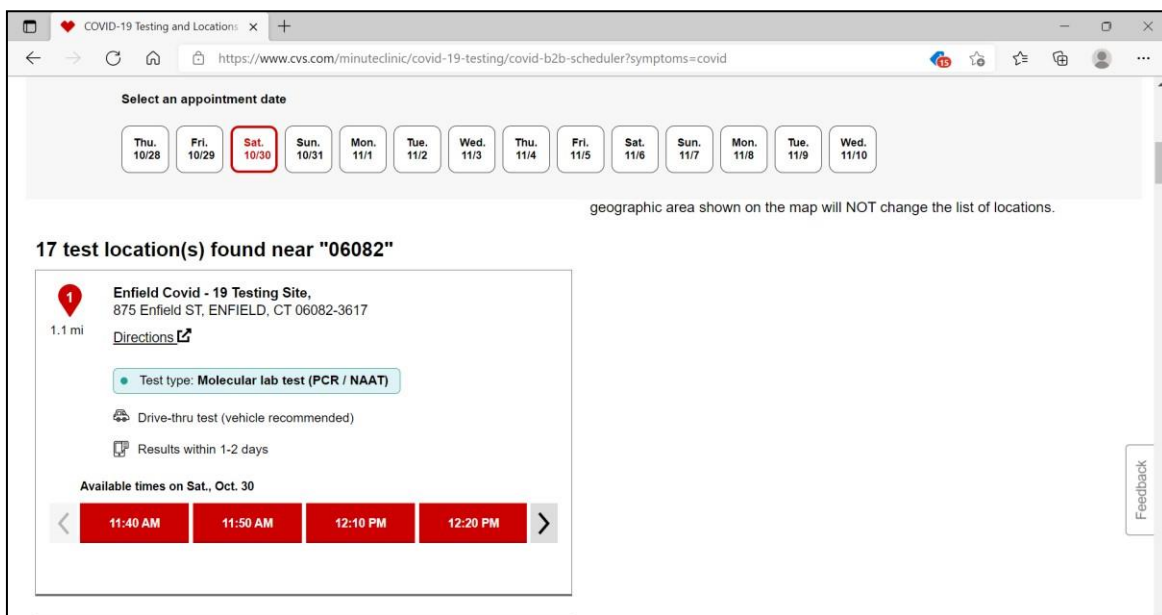 COVID-19 Testing and Locations
https://www.cvs.com/minuteclinic/covid-19-testing/covid-b2b-scheduler?symptoms=covid
15
Select an appointment date
Thu. Fri. Sat. Sun. Mon. Tue. Wed. Thu. Fri. Sat. Sun. Mon. Tue. Wed.
10/28 10/29 10/30 10/31 11/1 11/2 11/3 11/4 11/5 11/6 11/7 11/8 11/9 11/10
geographic area shown on the map will NOT change the list of locations.
17 test location(s) found near "06082"
1
Enfield Covid - 19 Testing Site,
875 Enfield ST, ENFIELD, CT 06082-3617
1.1 mi
Directions
Test type: Molecular lab test (PCR / NAAT)
Drive-thru test (vehicle recommended)
Results within 1-2 days
Available times on Sat., Oct. 30
11:40 AM 11:50 AM 12:10 PM 12:20 PM
Feedback